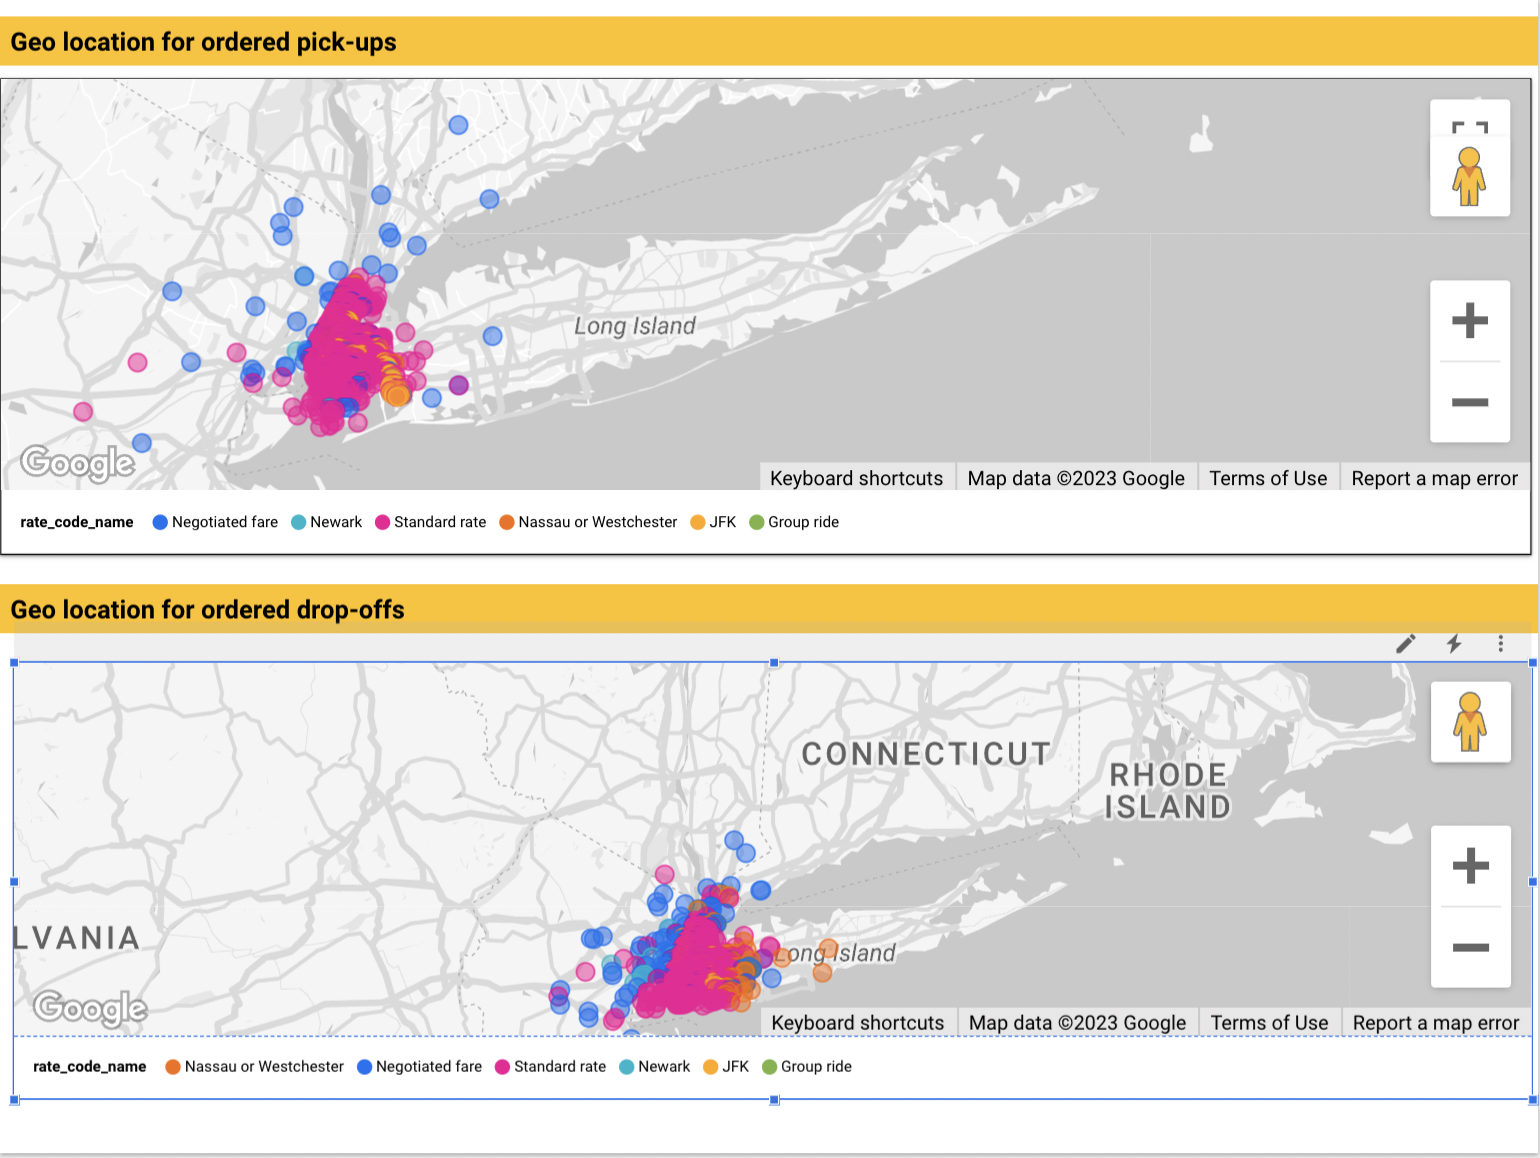 Geo location for ordered pick-ups
Long Island
Google
Keyboard shortcuts Map data ©2023 Google Terms of Use Report a map error
rate_code_name Negotiated fare Newark Standard rate Nassau or Westchester JFK Group ride
Geo location for ordered drop-offs
CONNECTICUT
RHODE
ISLAND
LVANIA
Long Island
Google
Keyboard shortcuts Map data ©2023 Google Terms of Use Report a map error
rate_code_name Nassau or Westchester Negotiated fare Standard rate Newark JFK Group ride